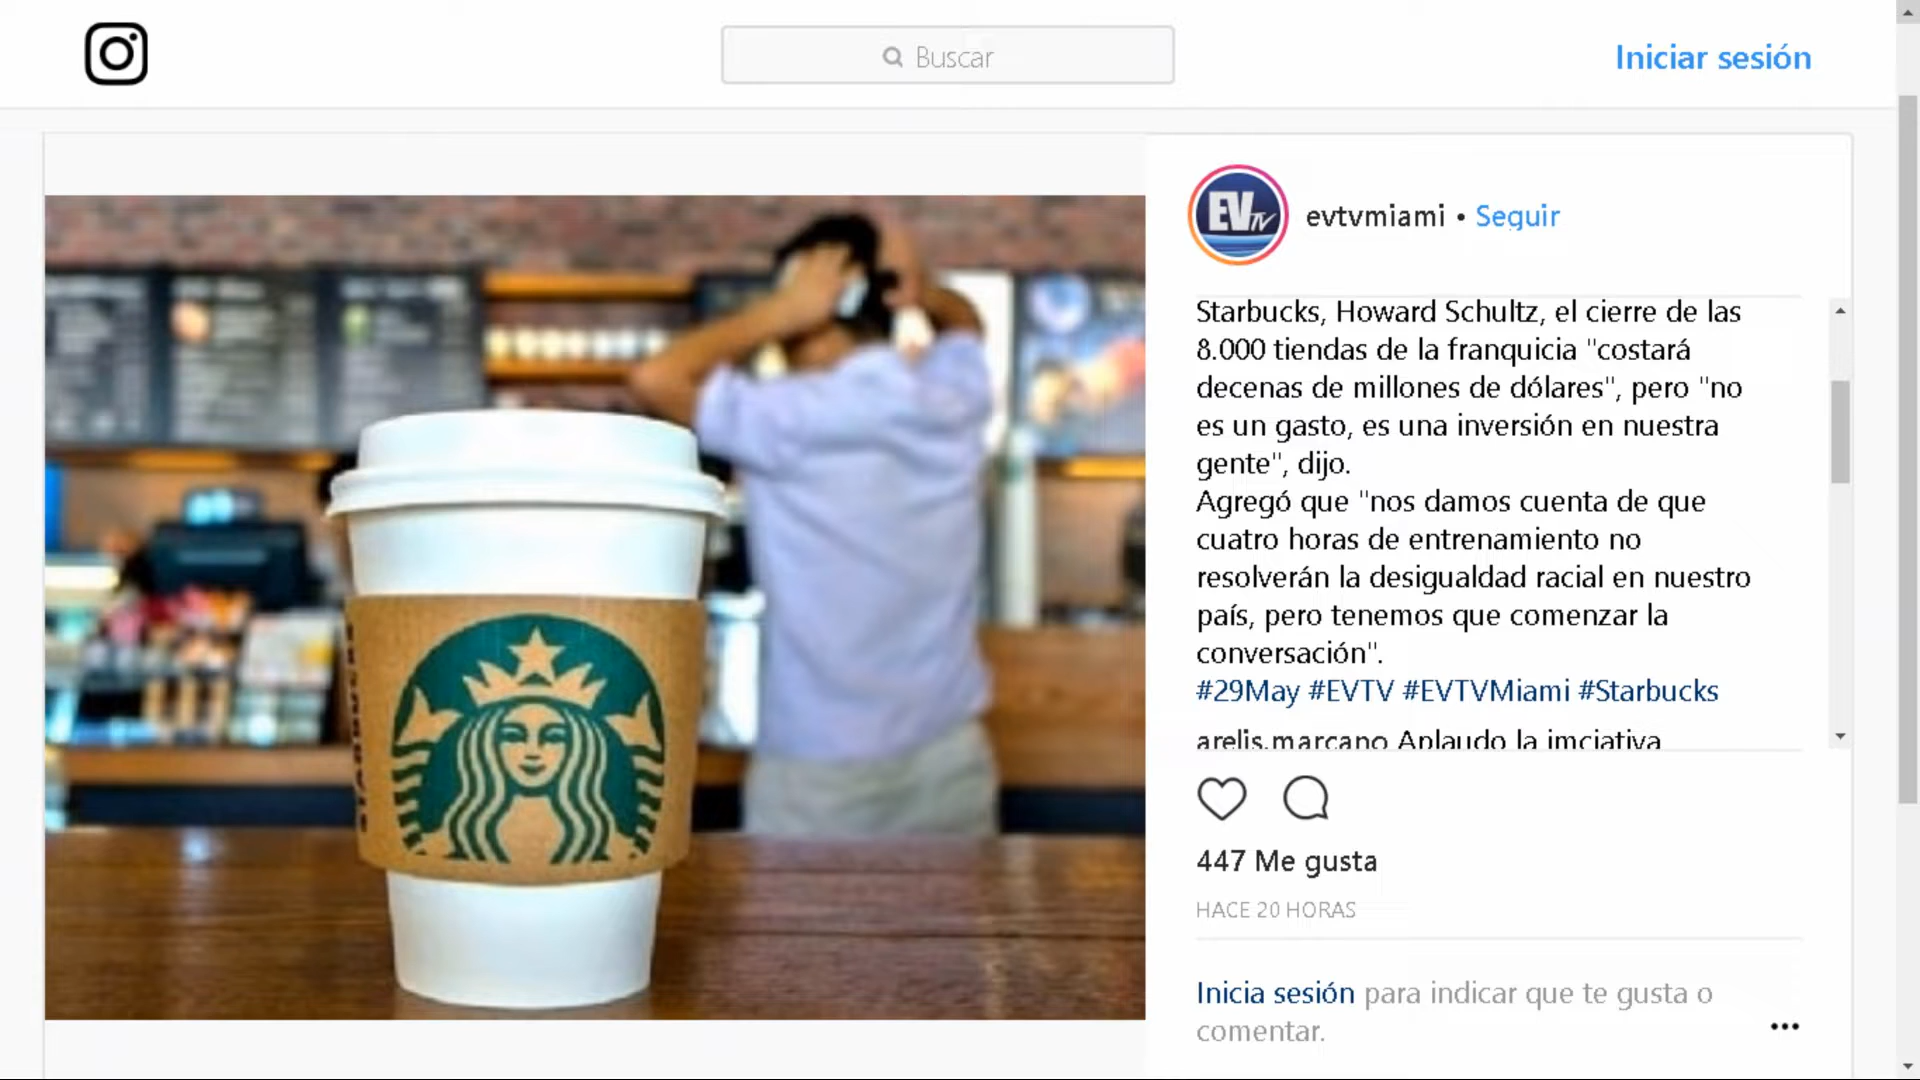 Buscar
Iniciar sesión
EVTV
evtvmiami • Seguir
Starbucks, Howard Schultz, el cierre de las
8.000 tiendas de la franquicia "costará
decenas de millones de dólares", pero "no
es un gasto, es una inversión en nuestra
gente", dijo.
Agregó que "nos damos cuenta de que
cuatro horas de entrenamiento no
resolverán la desigualdad racial en nuestro
país, pero tenemos que comenzar la
conversación".
#29May #EVTV #EVTVMiami #Starbucks
arelis.marcano Aplaudo la imciativa
447 Me gusta
HACE 20 HORAS
Inicia sesión para indicar que te gusta o
comentar.
STARBUCKS